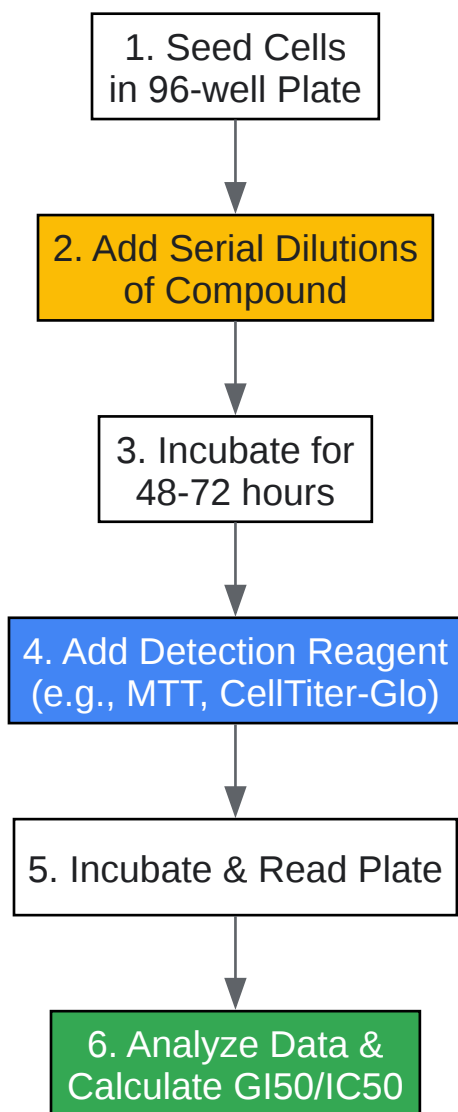 1. Seed Cells
in 96-well Plate
2. Add Serial Dilutions
of Compound
3. Incubate for
48-72 hours
4. Add Detection Reagent
(e.g., MTT, CellTiter-Glo)
5. Incubate & Read Plate
6. Analyze Data &
Calculate GI50/IC50